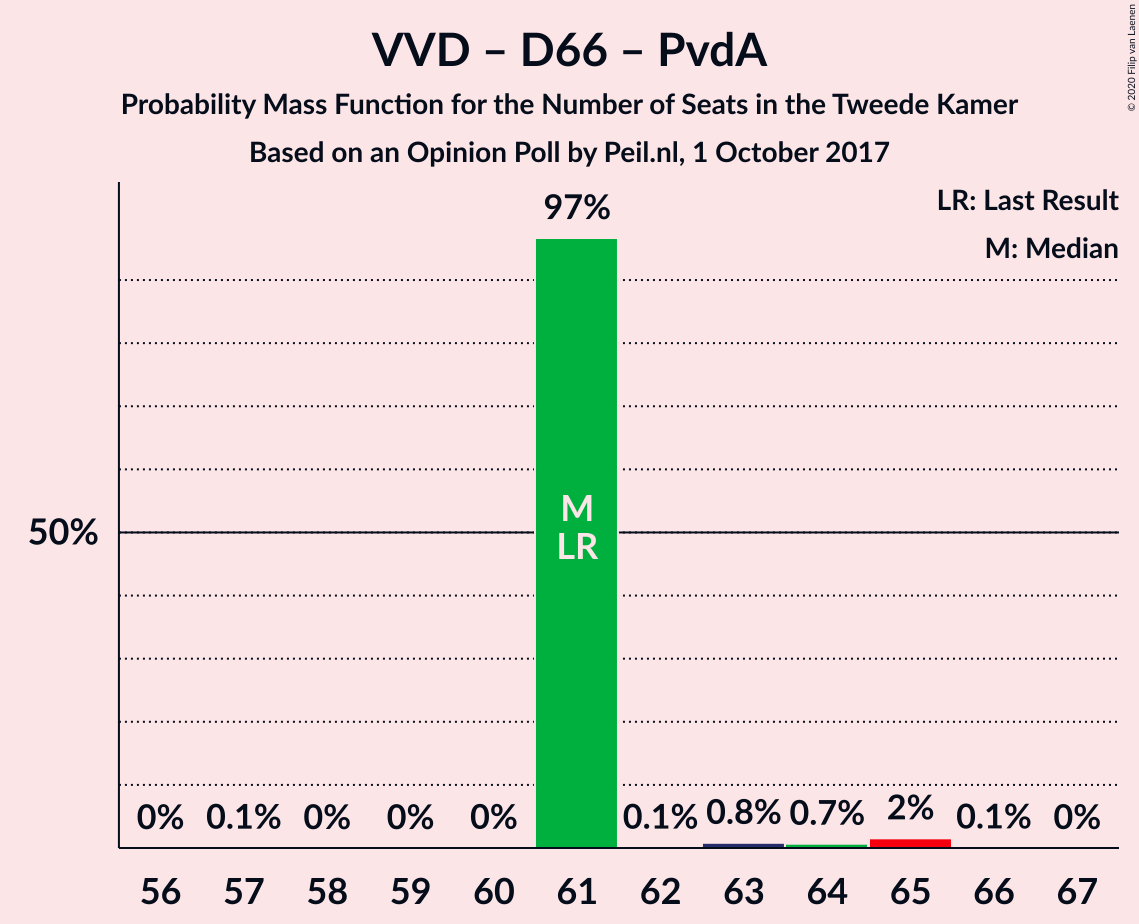 VVD – D66 – PvdA
Probability Mass Function for the Number of Seats in the Tweede Kamer
Based on an Opinion Poll by Peil.nl, 1 October 2017
© 2020 Filip van Laenen
LR: Last Result
M: Median
97%
50%
M
LR
0% 0.1% 0% 0% 0% 0.1% 0.8% 0.7% 2% 0.1% 0%
56 57 58 59 60 61 62 63 64 65 66 67